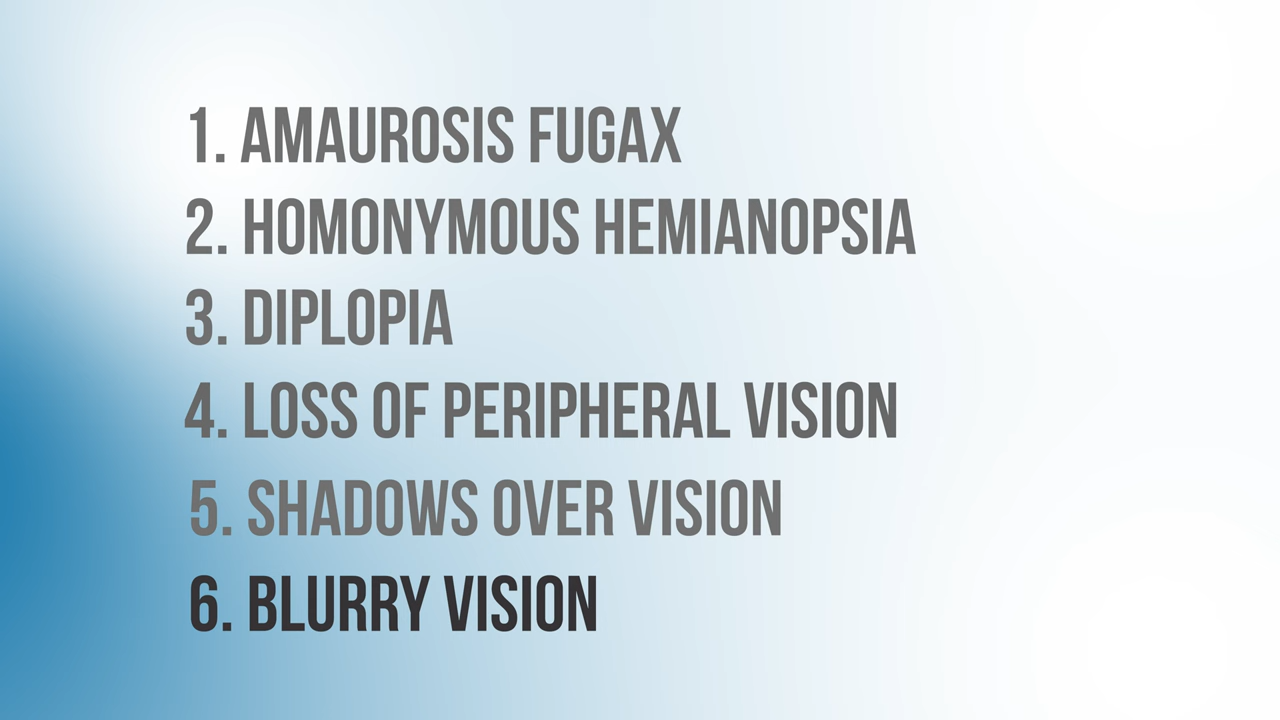 1. AMAUROSIS FUGAX
2. HOMONYMOUS HEMIANOPSIA
3. DIPLOPIA
4. LOSS OF PERIPHERAL VISION
5. SHADOWS OVER VISION
6. BLURRY VISION